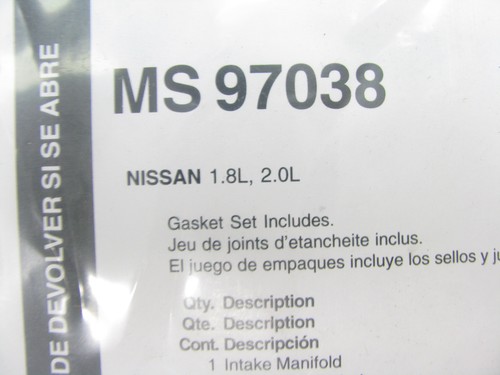 DE DEVOLVER SI SE ABRE
MS 97038
NISSAN 1.8L, 2.0L
Gasket Set Includes.
Jeu de joints d'etancheite inclus.
El juego de empaques incluye los sellos y
Qty. Description
Qte. Description
Cont. Descripción
1 Intake Manifold